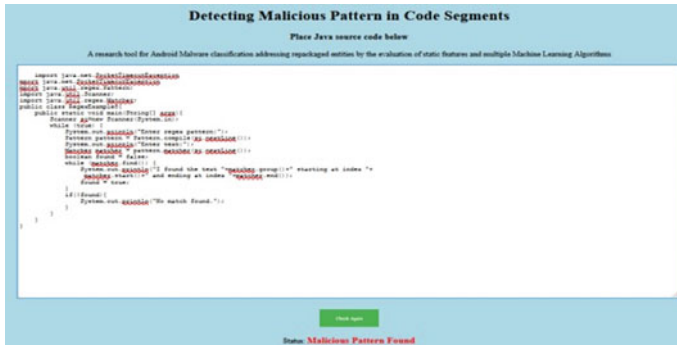 Detecting Malicious Pattern in Code Segments
Place Java source code below
A research tool for Android Malware classification addressing repackaged entities by the evaluation of static features and multiple Machine Learning Algorithms
import java.net.SocketTimeoutException
import java.net.SocketTimeoutException
import java.util.regex.Pattern;
import java.util.Scanner;
import java.util.regex.Matcher;
public class RegexExample8{
public static void main(String[] args){
Scanner sc=new Scanner(System.in);
while (true) {
System.out.println("Enter regex pattern:");
Pattern pattern = Pattern.compile(sc.nextLine());
System.out.println("Enter text:");
Matcher matcher = pattern.matcher(sc.nextLine());
boolean found = false;
while (matcher.find()) {
System.out.println("I found the text "+matcher.group()+" starting at index "+
matcher.start()+" and ending at index "+matcher.end());
found = true;
}
if(!found){
System.out.println("No match found.");
}
}
}
}
Check Again
Status: Malicious Pattern Found